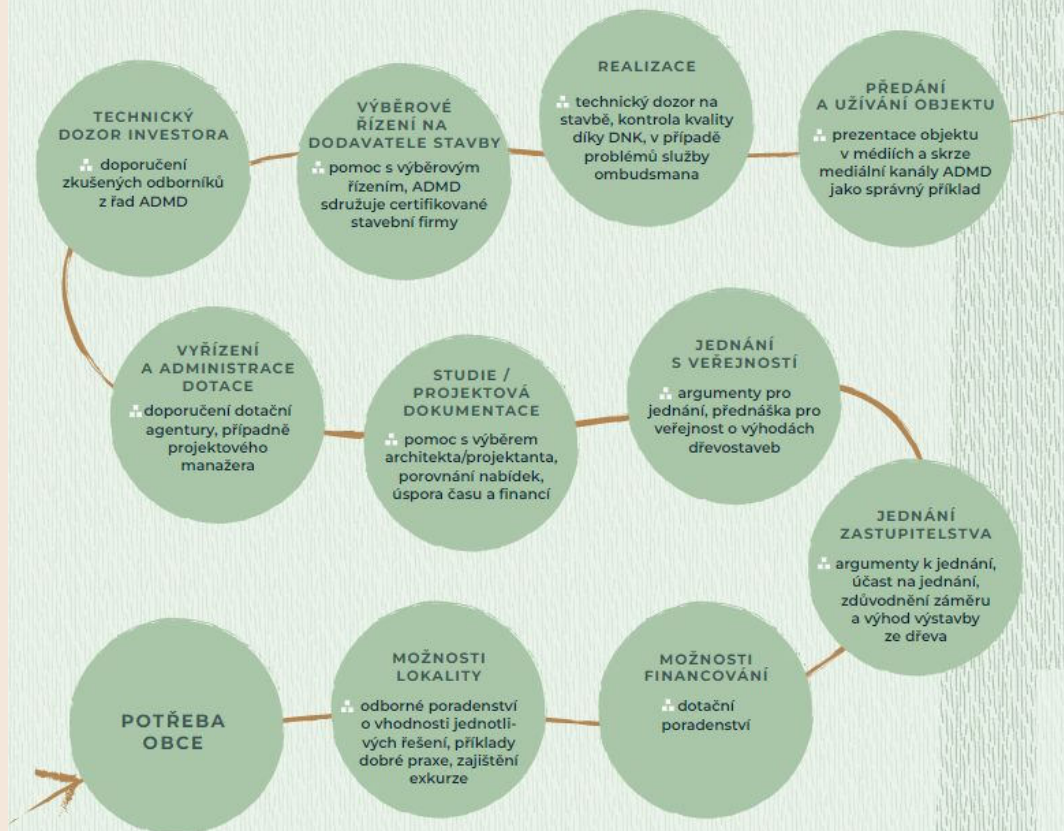 TECHNICKÝ
DOZOR INVESTORA
doporučení
zkušených odborníků
z řad ADMD
VÝBĚROVÉ
ŘÍZENÍ NA
DODAVATELE STAVBY
pomoc s výběrovým
řízením, ADMD
sdružuje certifikované
stavební firmy
REALIZACE
technický dozor na
stavbě, kontrola kvality
díky DNK, v případě
problémů služby
ombudsmana
PŘEDÁNÍ
A UŽÍVÁNÍ OBJEKTU
prezentace objektu
v médiích a skrze
mediální kanály ADMD
jako správný příklad
VYŘÍZENÍ
A ADMINISTRACE
DOTACE
doporučení dotační
agentury, případně
projektového
manažera
STUDIE /
PROJEKTOVÁ
DOKUMENTACE
pomoc s výběrem
architekta/projektanta,
porovnání nabídek,
úspora času a financí
JEDNÁNÍ
S VEŘEJNOSTÍ
argumenty pro
jednání, přednáška pro
veřejnost o výhodách
dřevostaveb
JEDNÁNÍ
ZASTUPITELSTVA
argumenty k jednání,
účast na jednání,
zdůvodnění záměru
a výhod výstavby
ze dřeva
POTŘEBA
OBCE
MOŽNOSTI
LOKALITY
odborné poradenství
o vhodnosti jednotli-
vých řešení, příklady
dobré praxe, zajištění
exkurze
MOŽNOSTI
FINANCOVÁNÍ
dotační
poradenství